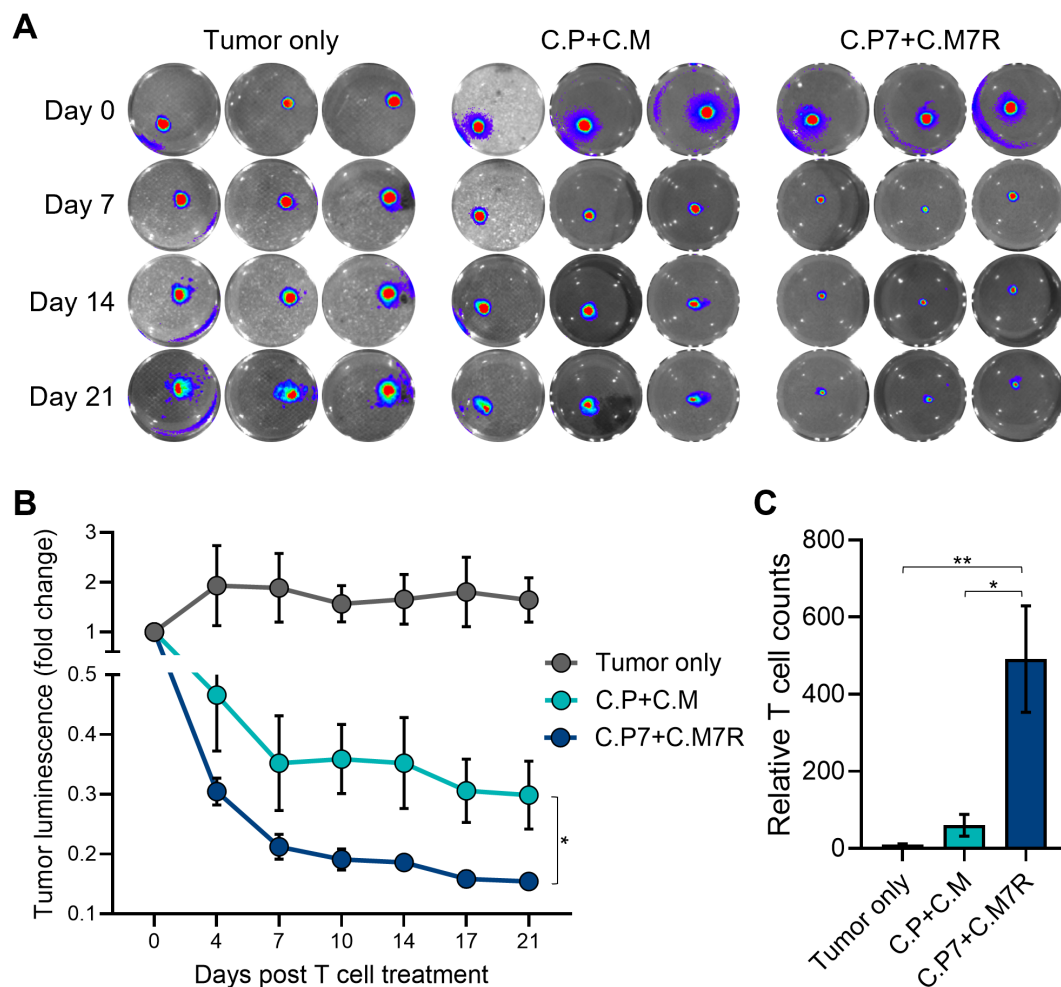 A
Tumor only
C.P+C.M
C.P7+C.M7R
Day 0
Day 7
Day 14
Day 21
B
Tumor luminescence (fold change)
3
2
1
0.5
0.4
0.3
0.2
0.1
0 4 7 10 14 17 21
Days post T cell treatment
Tumor only
C.P+C.M
C.P7+C.M7R
*
C
Relative T cell counts
800
600
400
200
0
**
*
Tumor only
C.P+C.M
C.P7+C.M7R